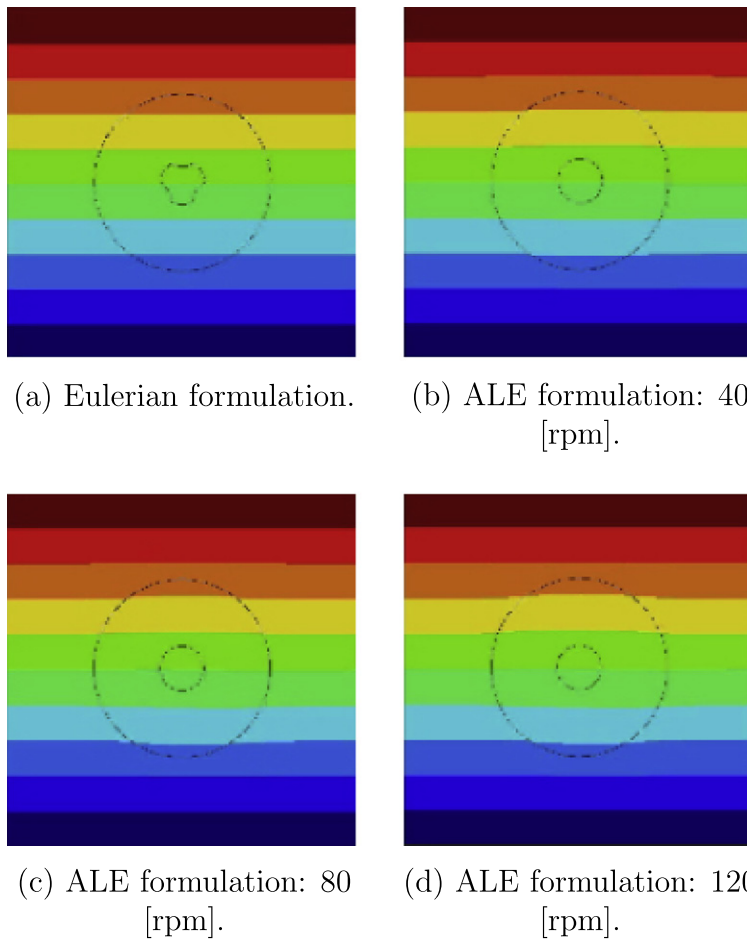 (a) Eulerian formulation.
(b) ALE formulation: 40
[rpm].
(c) ALE formulation: 80
[rpm].
(d) ALE formulation: 120
[rpm].